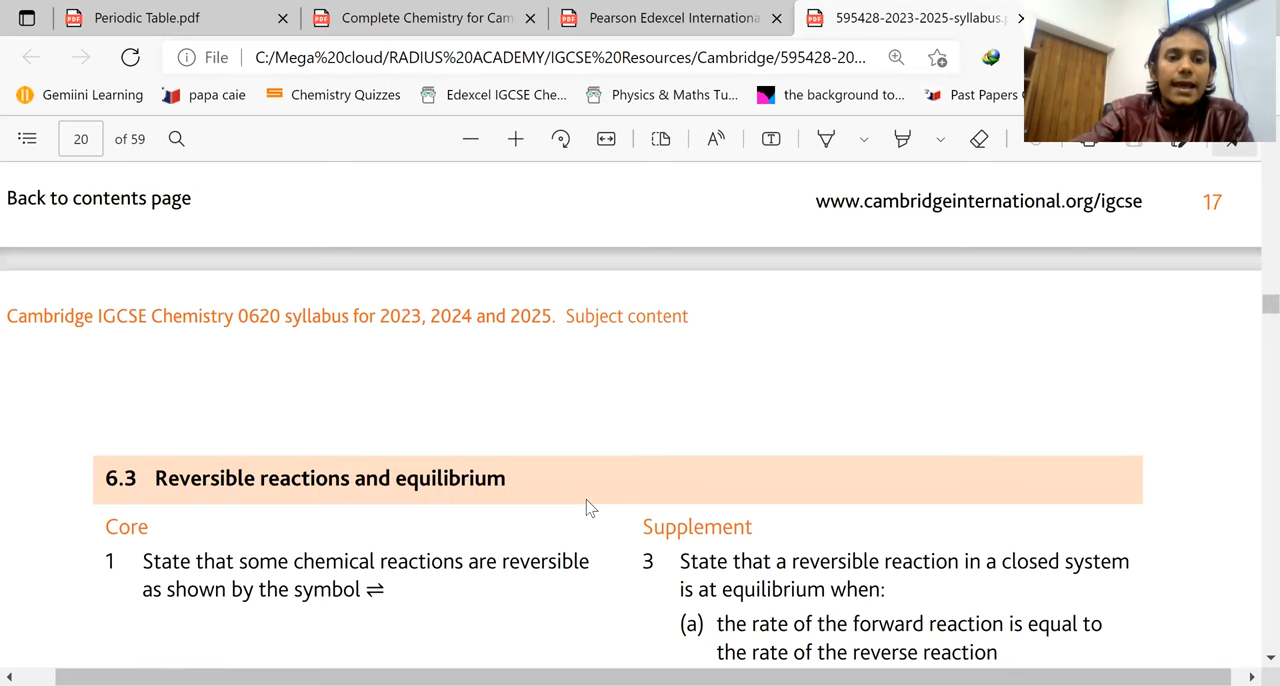 Periodic Table.pdf
Complete Chemistry for Cam
Pearson Edexcel Internationa
595428-2023-2025-syllabus.p
File
C:/Mega%20cloud/RADIUS%20ACADEMY/IGCSE%20Resources/Cambridge/595428-20...
Gemiini Learning
papa caie
Chemistry Quizzes
Edexcel IGCSE Che...
Physics & Maths Tu...
the background to...
Past Papers
20 of 59
Back to contents page
www.cambridgeinternational.org/igcse 17
Cambridge IGCSE Chemistry 0620 syllabus for 2023, 2024 and 2025. Subject content
6.3 Reversible reactions and equilibrium
Core
1 State that some chemical reactions are reversible
as shown by the symbol ⇌
Supplement
3 State that a reversible reaction in a closed system
is at equilibrium when:
(a) the rate of the forward reaction is equal to
the rate of the reverse reaction